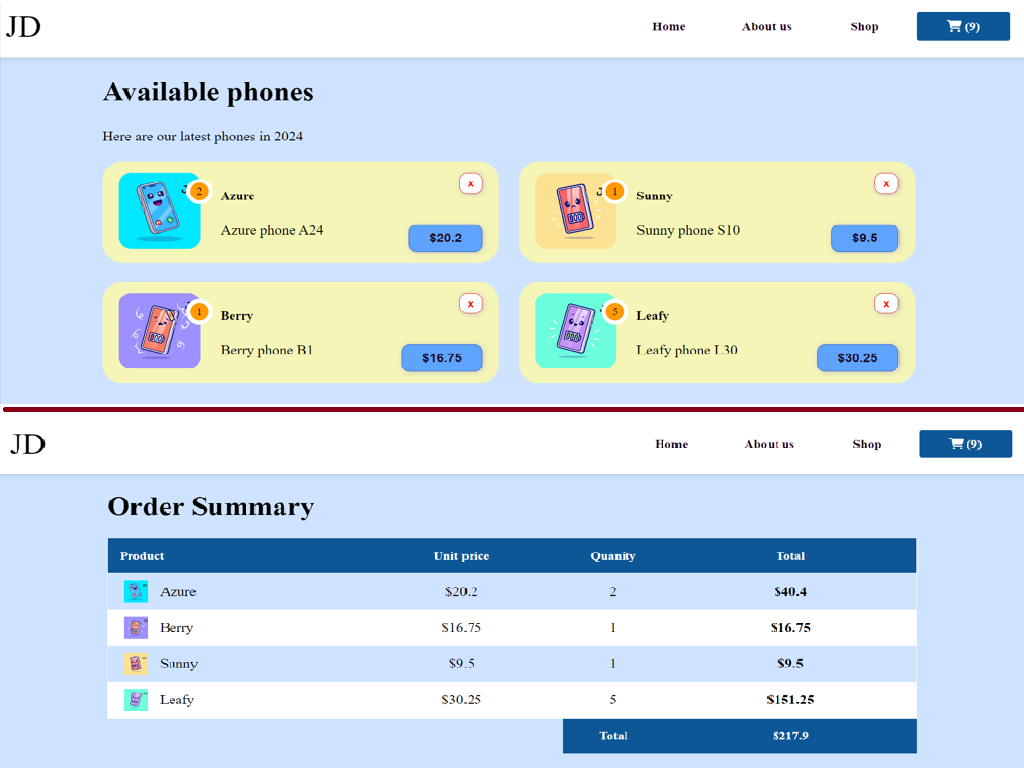 JD
Home About us Shop (9)
Available phones
Here are our latest phones in 2024
2 Azure x
Azure phone A24 $20.2
1 Sunny x
Sunny phone S10 $9.5
1 Berry x
Berry phone B1 $16.75
5 Leafy x
Leafy phone L30 $30.25
JD
Home About us Shop (9)
Order Summary
Product Unit price Quanity Total
Azure $20.2 2 $40.4
Berry $16.75 1 $16.75
Sunny $9.5 1 $9.5
Leafy $30.25 5 $151.25
Total $217.9